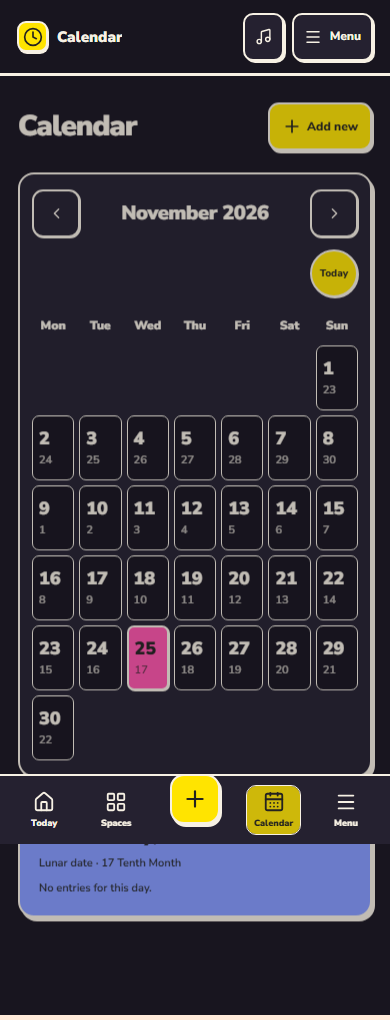 Calendar
Menu
Calendar
Add new
November 2026
Today
Mon Tue Wed Thu Fri Sat Sun
1
23
2 3 4 5 6 7 8
24 25 26 27 28 29 30
9 10 11 12 13 14 15
1 2 3 4 5 6 7
16 17 18 19 20 21 22
8 9 10 11 12 13 14
23 24 25 26 27 28 29
15 16 17 18 19 20 21
30
22
Today Spaces Calendar Menu
Lunar date · 17 Tenth Month
No entries for this day.